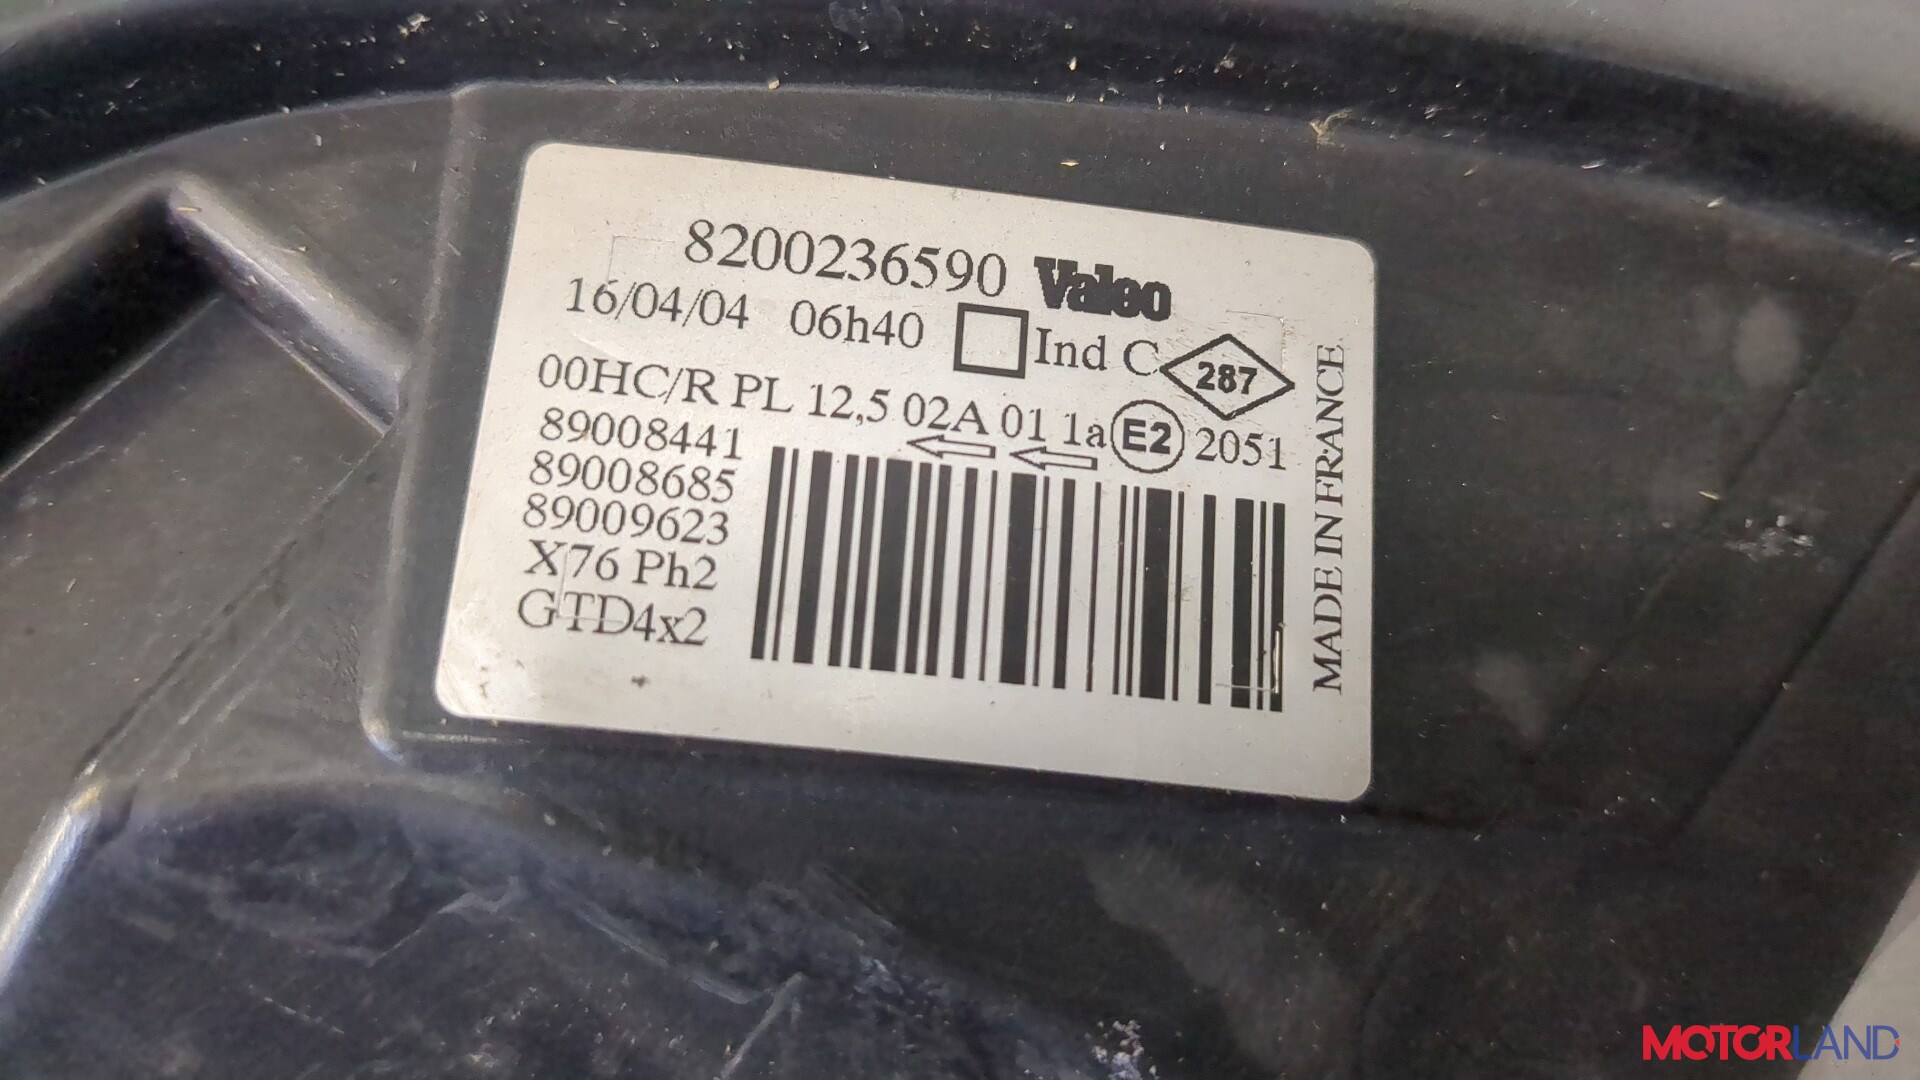 8200236590 Valeo
16/04/04 06h40 Ind C 287
00HC/R PL 12,5 02A 01 1a E2 2051
89008441
89008685
89009623
X76 Ph2
GTD4x2
MADE IN FRANCE
MOTORLAND